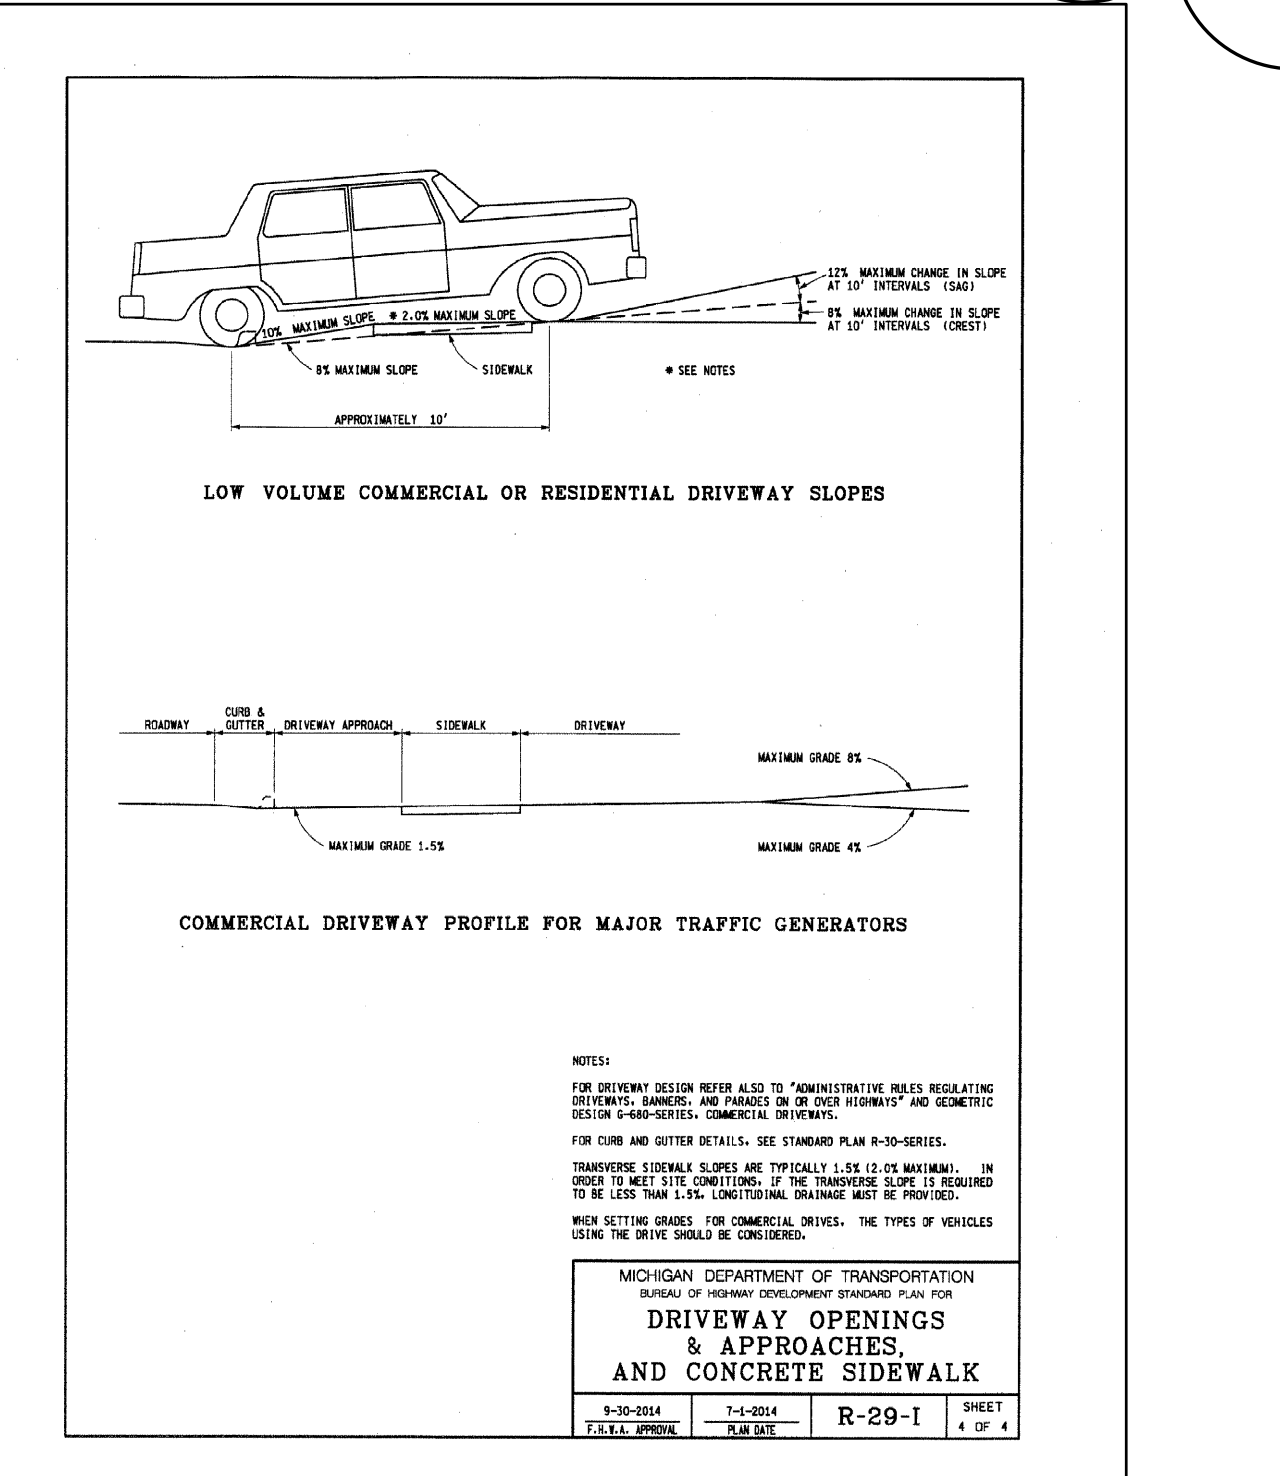 12% MAXIMUM CHANGE IN SLOPE
AT 10' INTERVALS (SAG)
10% MAXIMUM SLOPE
* 2.0% MAXIMUM SLOPE
8% MAXIMUM CHANGE IN SLOPE
AT 10' INTERVALS (CREST)
8% MAXIMUM SLOPE
SIDEWALK
* SEE NOTES
APPROXIMATELY 10'
LOW VOLUME COMMERCIAL OR RESIDENTIAL DRIVEWAY SLOPES
ROADWAY
CURB &
GUTTER
DRIVEWAY APPROACH
SIDEWALK
DRIVEWAY
MAXIMUM GRADE 8%
MAXIMUM GRADE 1.5%
MAXIMUM GRADE 4%
COMMERCIAL DRIVEWAY PROFILE FOR MAJOR TRAFFIC GENERATORS
NOTES:
FOR DRIVEWAY DESIGN REFER ALSO TO "ADMINISTRATIVE RULES REGULATING
DRIVEWAYS, BANNERS, AND PARADES ON OR OVER HIGHWAYS" AND GEOMETRIC
DESIGN G-680-SERIES, COMMERCIAL DRIVEWAYS.
FOR CURB AND GUTTER DETAILS, SEE STANDARD PLAN R-30-SERIES.
TRANSVERSE SIDEWALK SLOPES ARE TYPICALLY 1.5% (2.0% MAXIMUM). IN
ORDER TO MEET SITE CONDITIONS, IF THE TRANSVERSE SLOPE IS REQUIRED
TO BE LESS THAN 1.5%, LONGITUDINAL DRAINAGE MUST BE PROVIDED.
WHEN SETTING GRADES FOR COMMERCIAL DRIVES, THE TYPES OF VEHICLES
USING THE DRIVE SHOULD BE CONSIDERED.
MICHIGAN DEPARTMENT OF TRANSPORTATION
BUREAU OF HIGHWAY DEVELOPMENT STANDARD PLAN FOR
DRIVEWAY OPENINGS
& APPROACHES,
AND CONCRETE SIDEWALK
9-30-2014
F.H.W.A. APPROVAL
7-1-2014
PLAN DATE
R-29-I
SHEET
4 OF 4